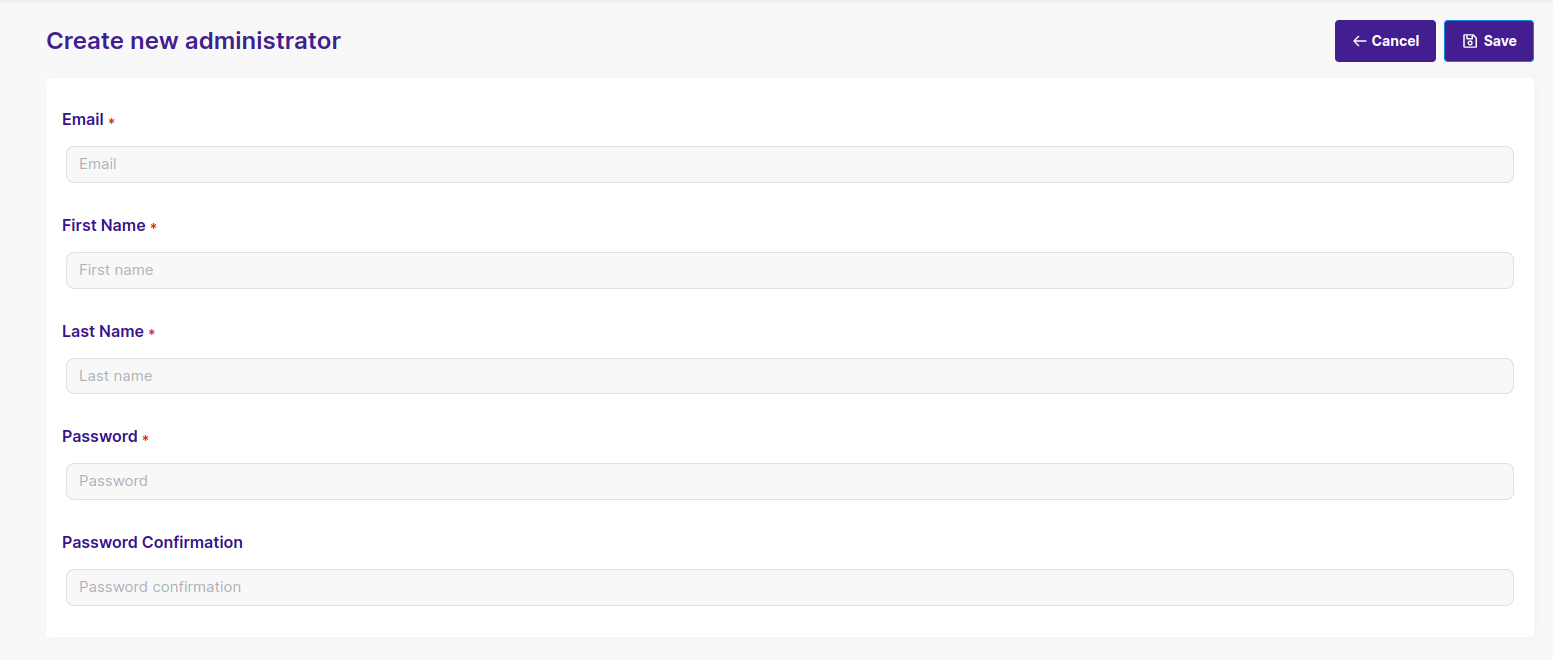 Create new administrator
Cancel
Save
Email *
Email
First Name *
First name
Last Name *
Last name
Password *
Password
Password Confirmation
Password confirmation